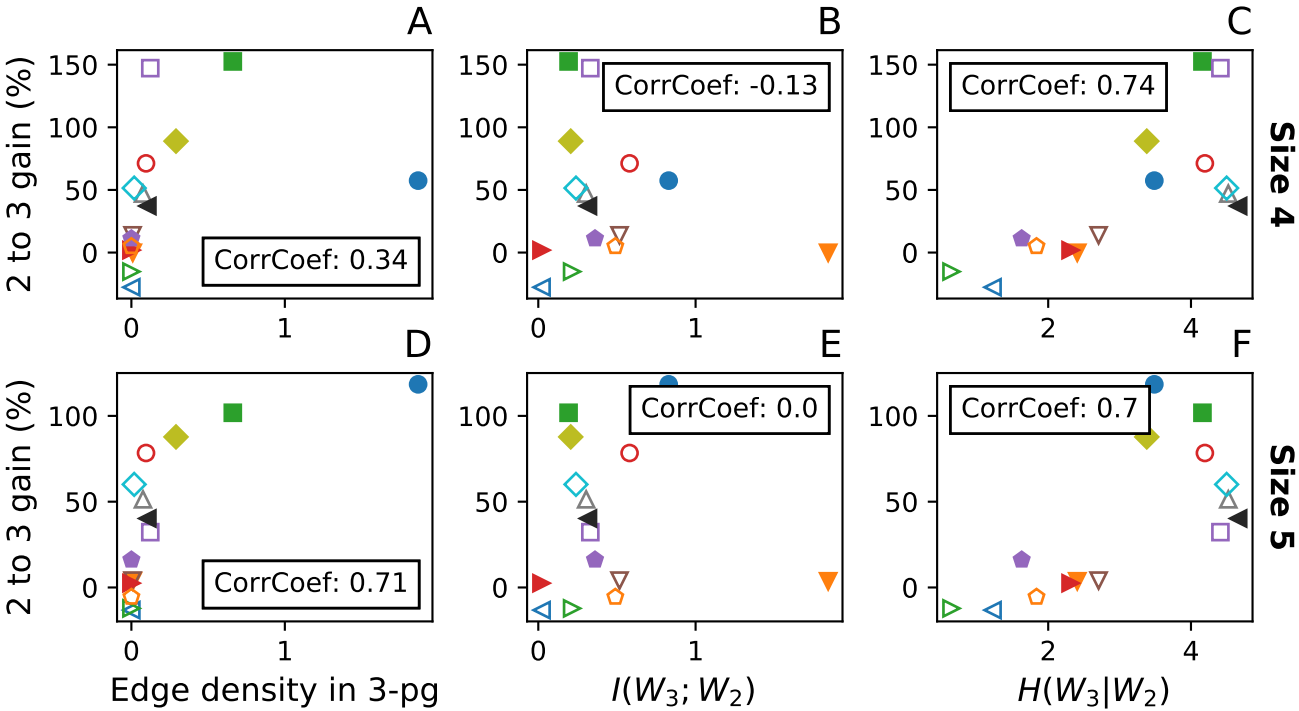 A
B
C
2 to 3 gain (%)
150
100
50
0
CorrCoef: 0.34
0
1
150
100
50
0
CorrCoef: -0.13
0
1
150
100
50
0
CorrCoef: 0.74
2
4
Size 4
D
E
F
2 to 3 gain (%)
100
50
0
CorrCoef: 0.71
0
1
Edge density in 3-pg
100
50
0
CorrCoef: 0.0
0
1
I(W₃; W₂)
100
50
0
CorrCoef: 0.7
2
4
H(W₃|W₂)
Size 5